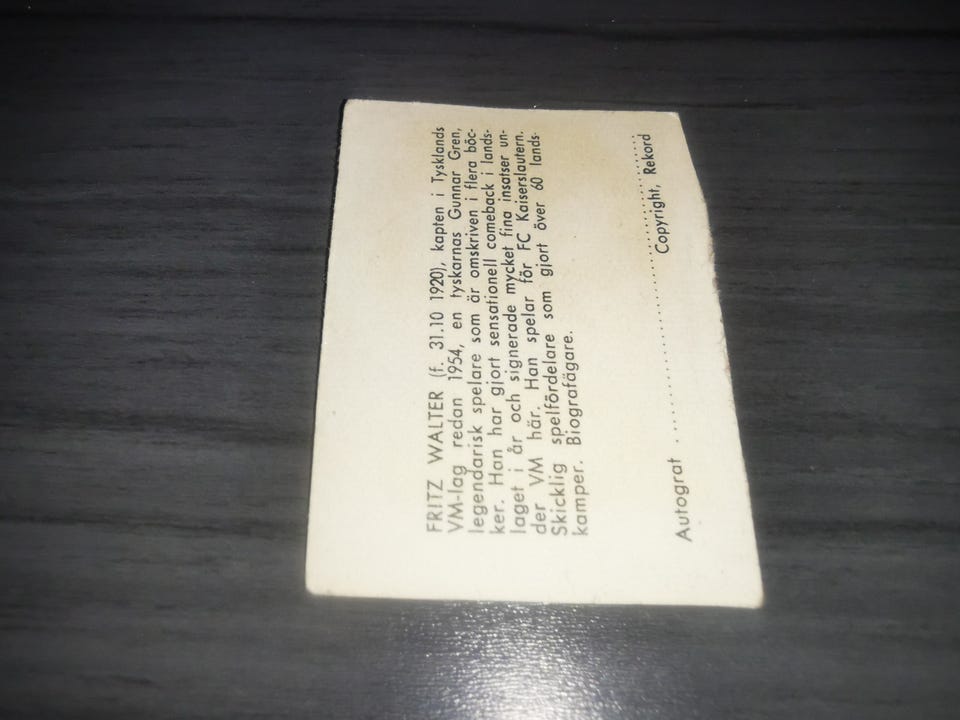 FRITZ WALTER (f. 31.10 1920), kapten i Tysklands
VM-lag redan 1954, en tyskarnas Gunnar Gren,
legendarisk spelare som är omskriven i flera böc-
ker. Han har gjort sensationell comeback i lands-
laget i år och signerade mycket fina insatser un-
der VM här. Han spelar för FC Kaiserslautern.
Skicklig spelfördelare som gjort över 60 lands-
kamper. Biografägare.
Autograf
Copyright, Rekord